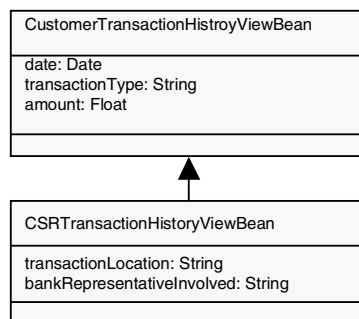 CustomerTransactionHistroyViewBean
date: Date
transactionType: String
amount: Float
CSRTransactionHistoryViewBean
transactionLocation: String
bankRepresentativeInvolved: String